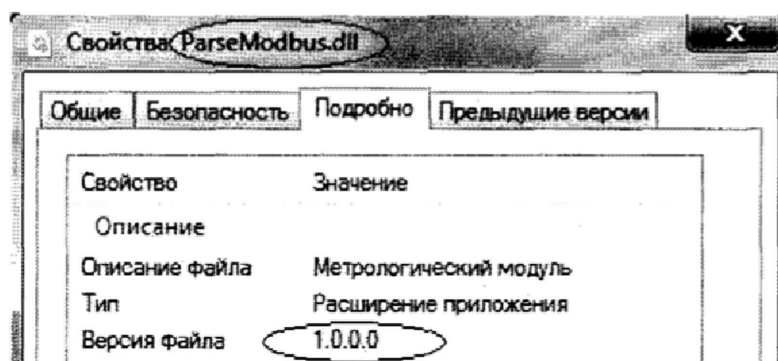 Свойства: ParseModbus.dll
x
Общие Безопасность Подробно Предыдущие версии
Свойство Значение
Описание
Описание файла Метрологический модуль
Тип Расширение приложения
Версия файла 1.0.0.0